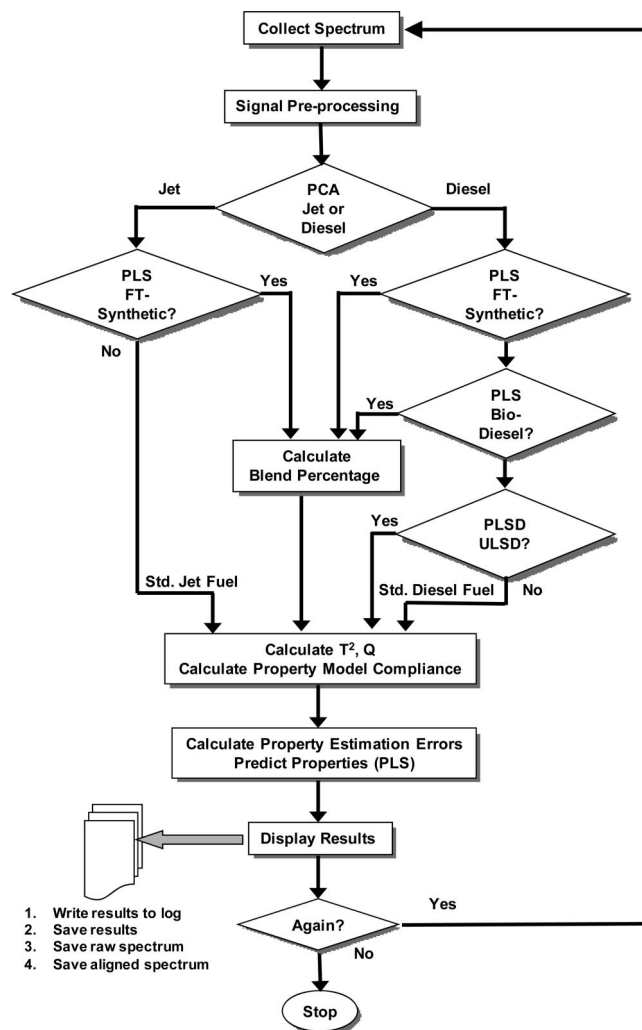 Collect Spectrum
Signal Pre-processing
Jet
PCA
Jet or
Diesel
Diesel
PLS
FT-
Synthetic?
Yes
No
Yes
PLS
FT-
Synthetic?
Yes
PLS
Bio-
Diesel?
Calculate
Blend Percentage
Yes
PLSD
ULSD?
Std. Jet Fuel
Std. Diesel Fuel
No
Calculate T², Q
Calculate Property Model Compliance
Calculate Property Estimation Errors
Predict Properties (PLS)
Display Results
1. Write results to log
2. Save results
3. Save raw spectrum
4. Save aligned spectrum
Again?
Yes
No
Stop